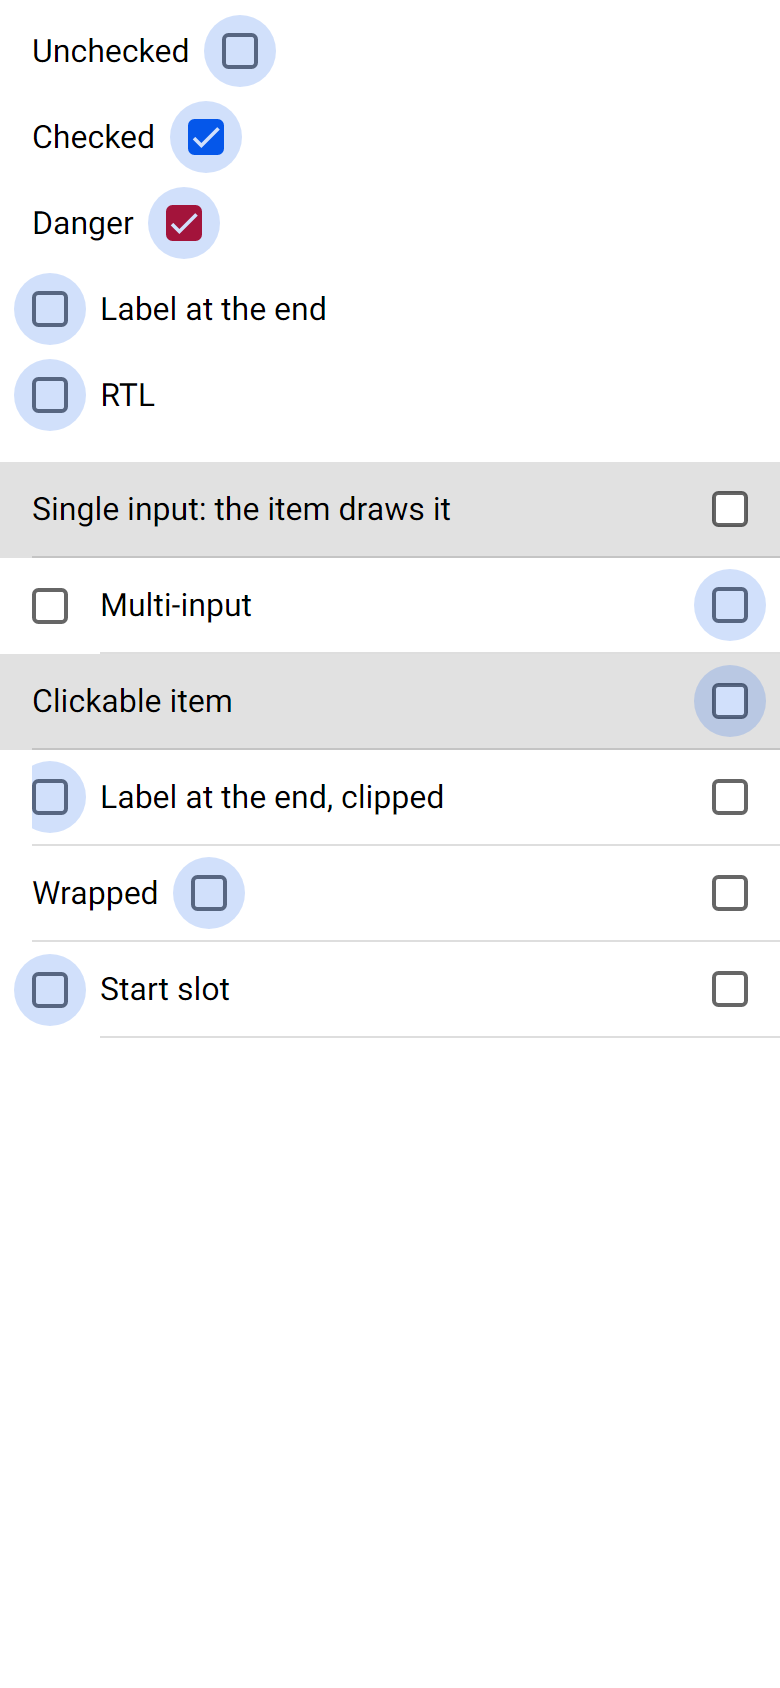 Unchecked
Checked
Danger
Label at the end
RTL
Single input: the item draws it
Multi-input
Clickable item
Label at the end, clipped
Wrapped
Start slot